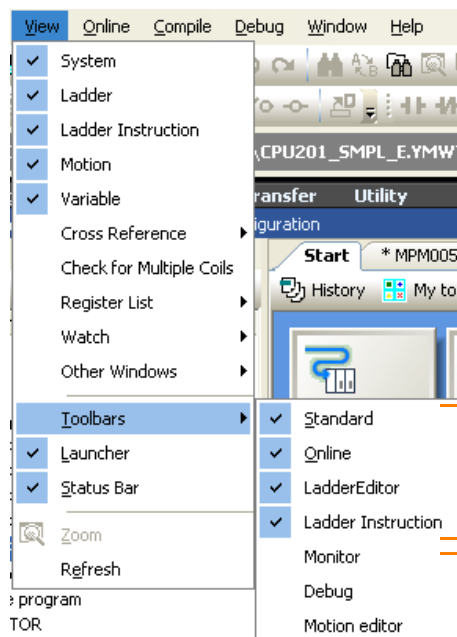 View Online Compile Debug Window Help
System
Ladder
Ladder Instruction
\CPU201_SMPL_E.YMW
Motion
Variable
ransfer Utility
Cross Reference
iguration
Check for Multiple Coils
Start * MPM005
Register List
History My to
Watch
Other Windows
Toolbars
Standard
Launcher
Online
Status Bar
LadderEditor
Ladder Instruction
Zoom
Monitor
Refresh
Debug
e program
TOR
Motion editor